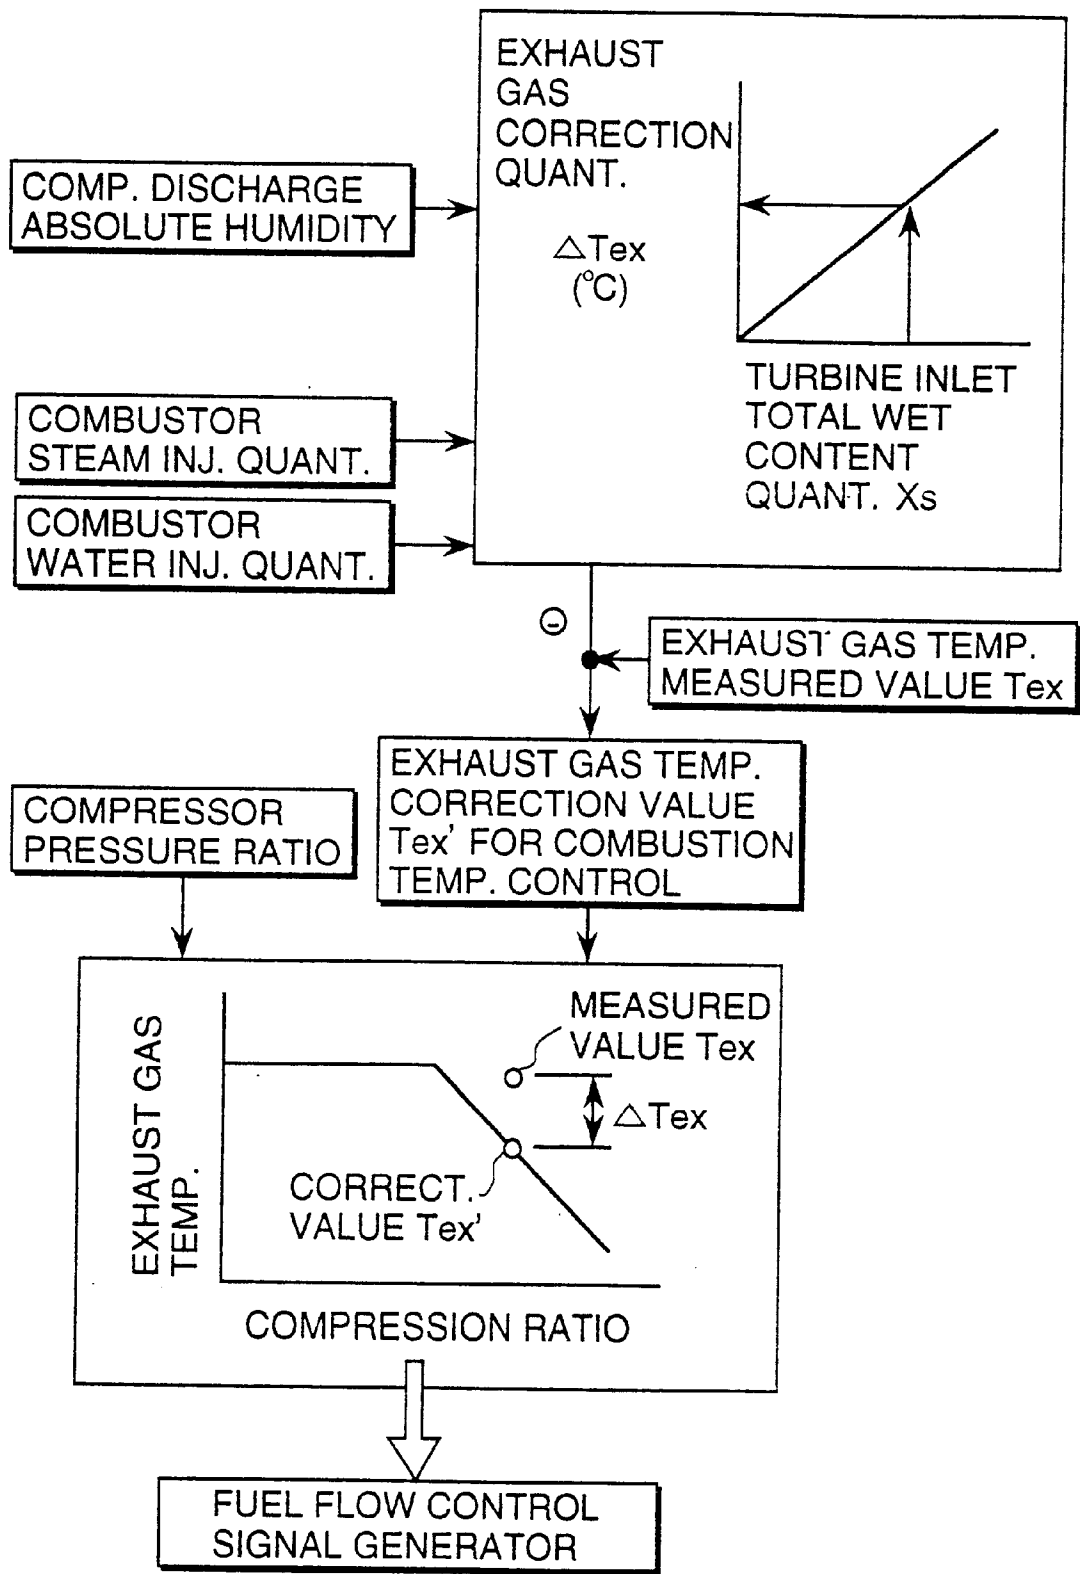 EXHAUST
GAS
CORRECTION
QUANT.
△Tex
(°C)
TURBINE INLET
TOTAL WET
CONTENT
QUANT. Xs
COMP. DISCHARGE
ABSOLUTE HUMIDITY
COMBUSTOR
STEAM INJ. QUANT.
COMBUSTOR
WATER INJ. QUANT.
⊖
EXHAUST GAS TEMP.
MEASURED VALUE Tex
EXHAUST GAS TEMP.
CORRECTION VALUE
Tex' FOR COMBUSTION
TEMP. CONTROL
COMPRESSOR
PRESSURE RATIO
EXHAUST GAS
TEMP.
MEASURED
VALUE Tex
△Tex
CORRECT.
VALUE Tex'
COMPRESSION RATIO
FUEL FLOW CONTROL
SIGNAL GENERATOR